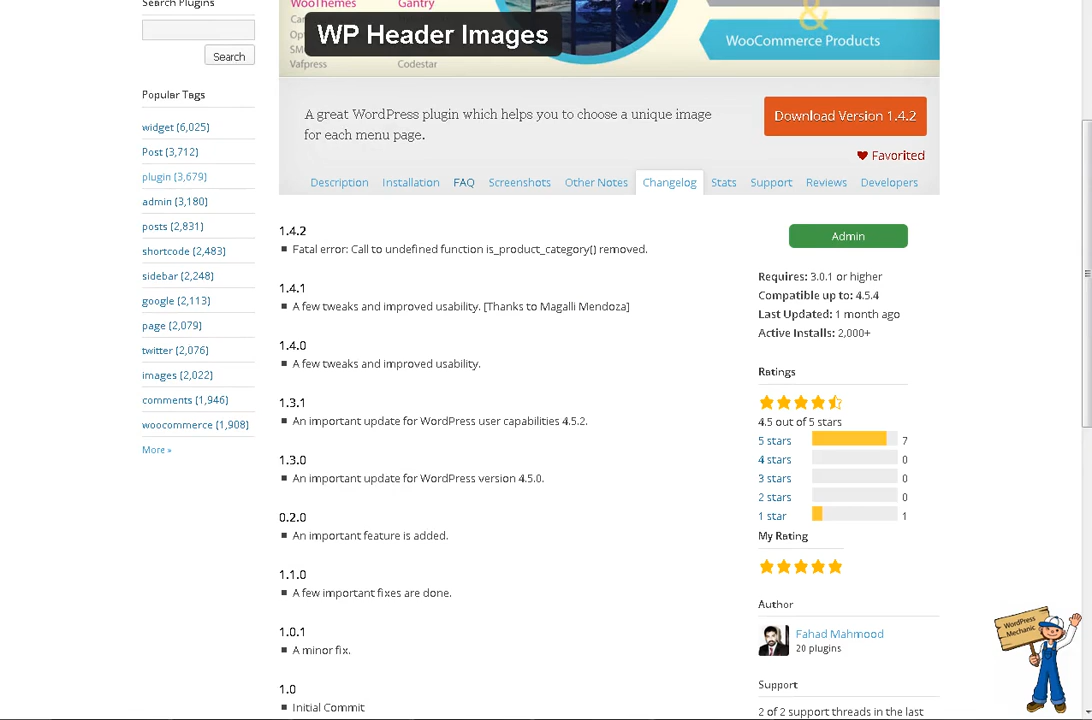 Search Plugins
Search
Popular Tags
widget (6,025)
Post (3,712)
plugin (3,679)
admin (3,180)
posts (2,831)
shortcode (2,483)
sidebar (2,248)
google (2,113)
page (2,079)
twitter (2,076)
images (2,022)
comments (1,946)
woocommerce (1,908)
More »
WooThemes Gantry
Vafpress Codestar
WP Header Images
&
WooCommerce Products
A great WordPress plugin which helps you to choose a unique image
for each menu page.
Download Version 1.4.2
Favorited
Description Installation FAQ Screenshots Other Notes Changelog Stats Support Reviews Developers
1.4.2
Fatal error: Call to undefined function is_product_category() removed.
1.4.1
A few tweaks and improved usability. [Thanks to Magalli Mendoza]
1.4.0
A few tweaks and improved usability.
1.3.1
An important update for WordPress user capabilities 4.5.2.
1.3.0
An important update for WordPress version 4.5.0.
0.2.0
An important feature is added.
1.1.0
A few important fixes are done.
1.0.1
A minor fix.
1.0
Initial Commit
Admin
Requires: 3.0.1 or higher
Compatible up to: 4.5.4
Last Updated: 1 month ago
Active Installs: 2,000+
Ratings
4.5 out of 5 stars
5 stars 7
4 stars 0
3 stars 0
2 stars 0
1 star 1
My Rating
Author
Fahad Mahmood
20 plugins
Support
2 of 2 support threads in the last
WordPress
Mechanic